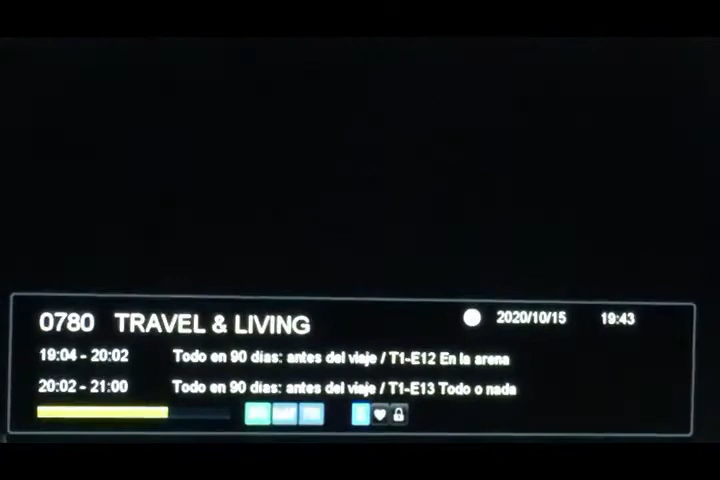 0780 TRAVEL & LIVING 2020/10/15 19:43
19:04 - 20:02 Todo en 90 días: antes del viaje / T1-E12 En la arena
20:02 - 21:00 Todo en 90 días: antes del viaje / T1-E13 Todo o nada